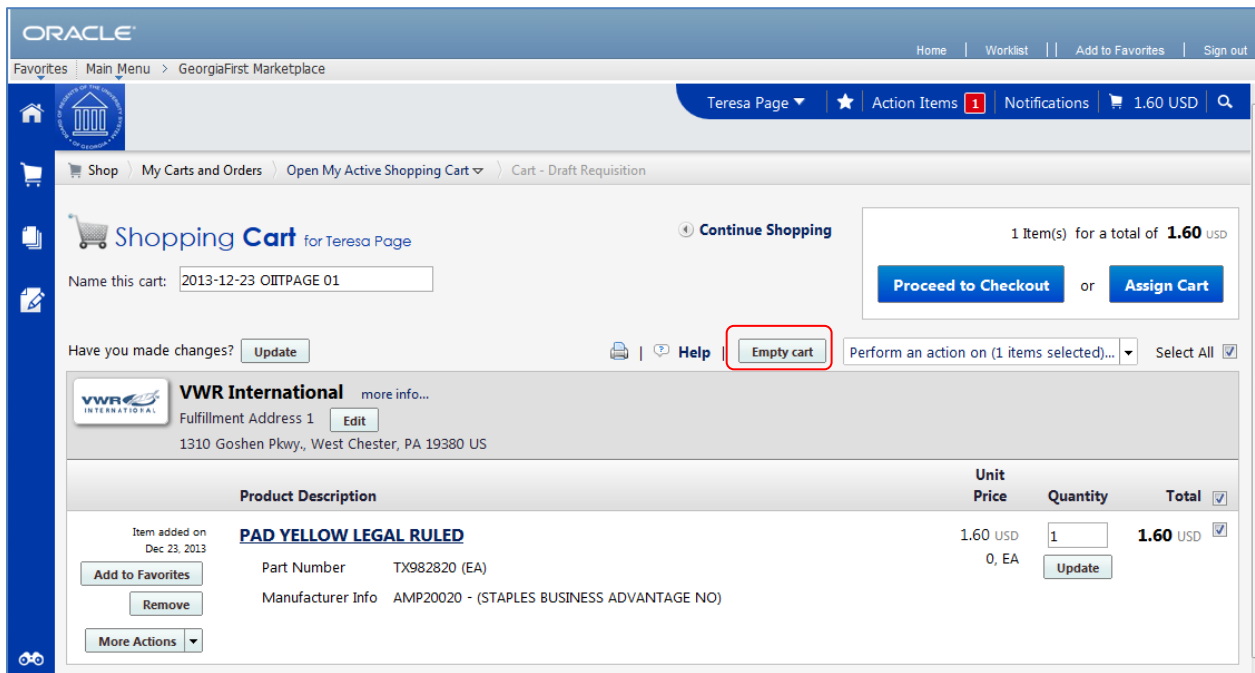 ORACLE
Home | Worklist | | Add to Favorites | Sign out
Favorites Main Menu > GeorgiaFirst Marketplace
Teresa Page Action Items 1 Notifications 1.60 USD
Shop My Carts and Orders Open My Active Shopping Cart Cart - Draft Requisition
Shopping Cart for Teresa Page
Continue Shopping
1 Item(s) for a total of 1.60 USD
Name this cart: 2013-12-23 OIITPAGE 01
Proceed to Checkout or Assign Cart
Have you made changes? Update | Help | Empty cart Perform an action on (1 items selected)... Select All
VWR INTERNATIONAL
VWR International more info...
Fulfillment Address 1 Edit
1310 Goshen Pkwy., West Chester, PA 19380 US
Product Description Unit Price Quantity Total
Item added on Dec 23, 2013
PAD YELLOW LEGAL RULED 1.60 USD 1 1.60 USD
0, EA Update
Add to Favorites Part Number TX982820 (EA)
Remove Manufacturer Info AMP20020 - (STAPLES BUSINESS ADVANTAGE NO)
More Actions